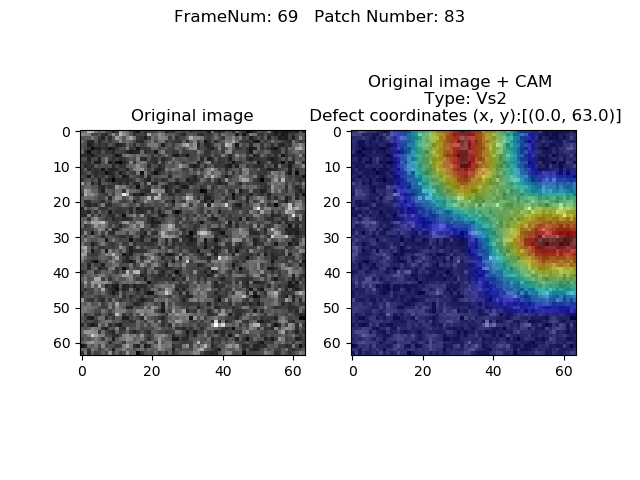 FrameNum: 69   Patch Number: 83
Original image
0
10
20
30
40
50
60
0 20 40 60
Original image + CAM
Type: Vs2
Defect coordinates (x, y):[(0.0, 63.0)]
0
10
20
30
40
50
60
0 20 40 60